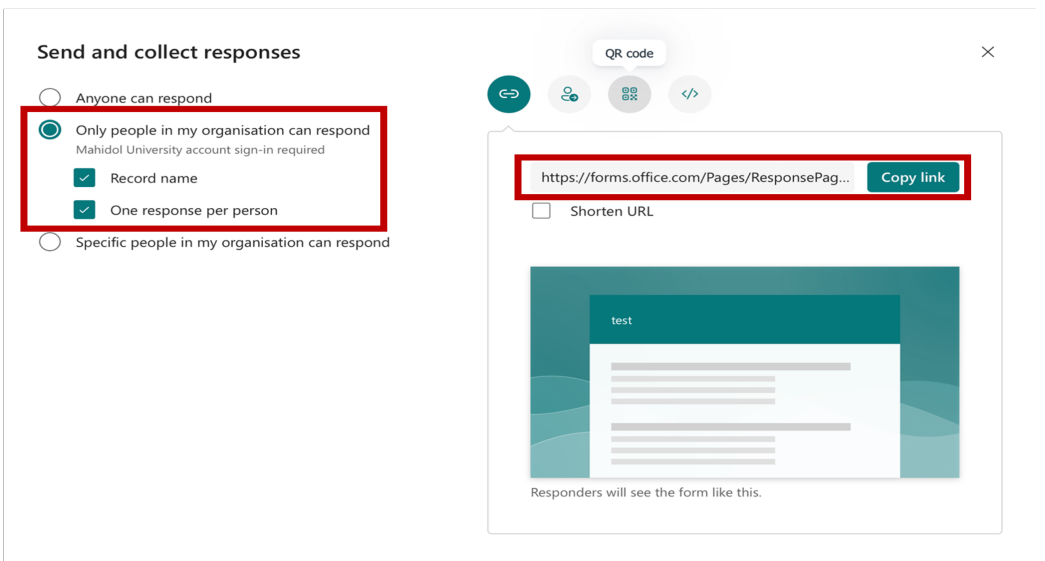 Send and collect responses
Anyone can respond
Only people in my organisation can respond
Mahidol University account sign-in required
Record name
One response per person
Specific people in my organisation can respond
QR code
https://forms.office.com/Pages/ResponsePag...
Copy link
Shorten URL
test
Responders will see the form like this.